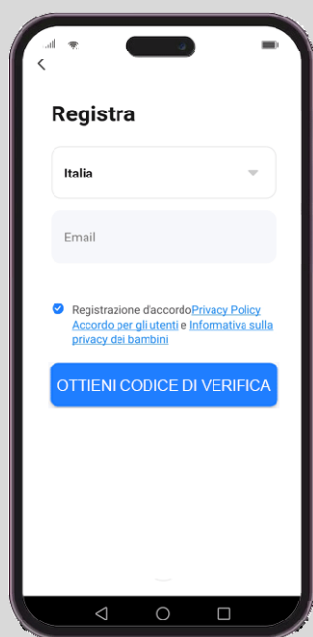 Registra
Italia
Email
Registrazione d'accordoPrivacy Policy
Accordo per gli utenti e Informativa sulla
privacy dei bambini
OTTIENI CODICE DI VERIFICA